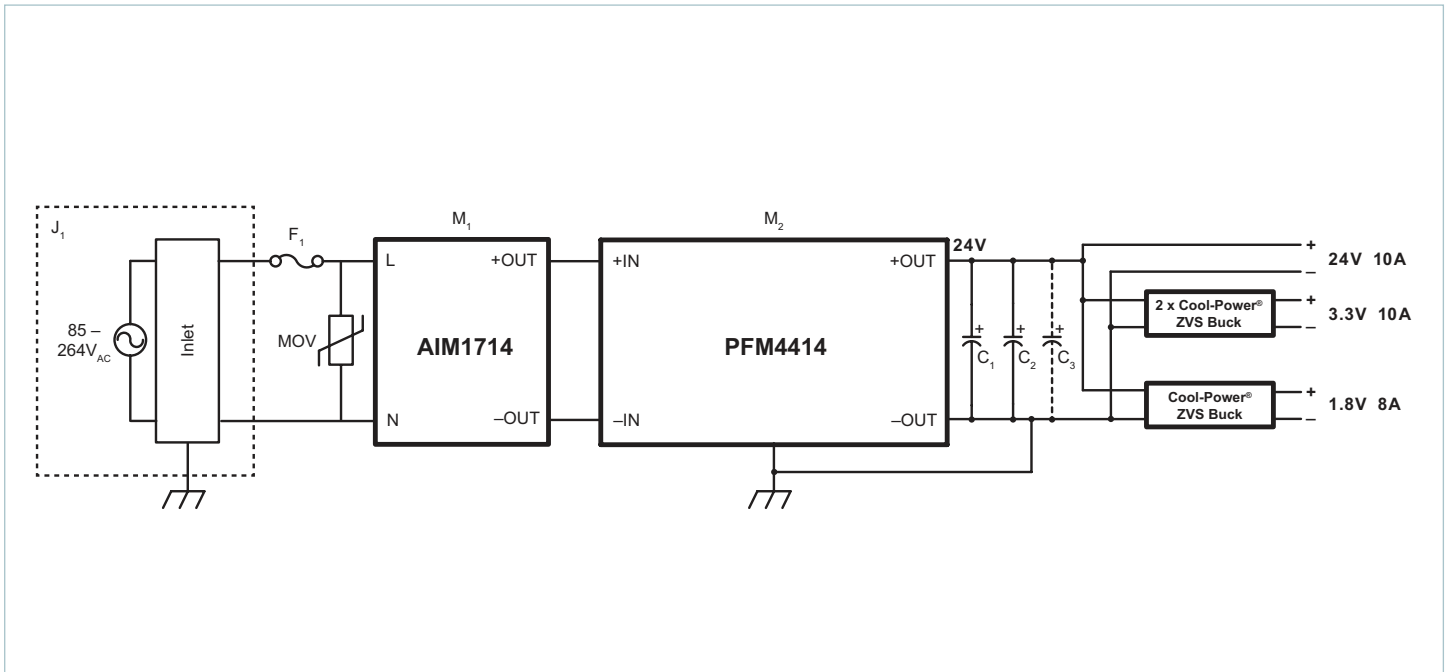 J₁
85 –
264V_AC
Inlet
F₁
MOV
M₁
L
N
+OUT
–OUT
AIM1714
M₂
+IN
–IN
+OUT
–OUT
PFM4414
24V
+
C₁
+
C₂
+
C₃
+
–
24V 10A
2 x Cool-Power®
ZVS Buck
+
–
3.3V 10A
Cool-Power®
ZVS Buck
+
–
1.8V 8A